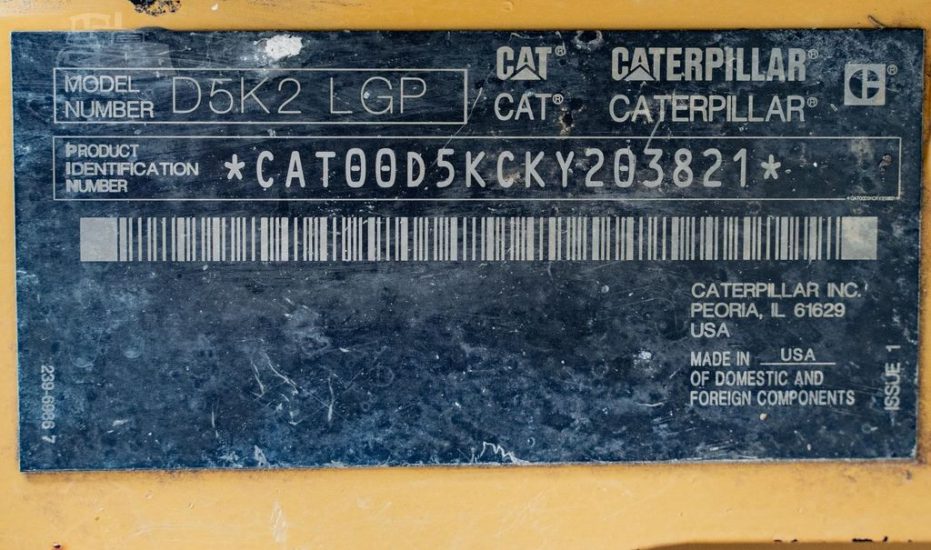 MODEL NUMBER D5K2 LGP
CAT® CATERPILLAR®
CAT® CATERPILLAR®
PRODUCT IDENTIFICATION NUMBER *CAT00D5KCKY203821*
CATERPILLAR INC.
PEORIA, IL 61629
USA
MADE IN USA
OF DOMESTIC AND
FOREIGN COMPONENTS
239-6986 7
ISSUE 1